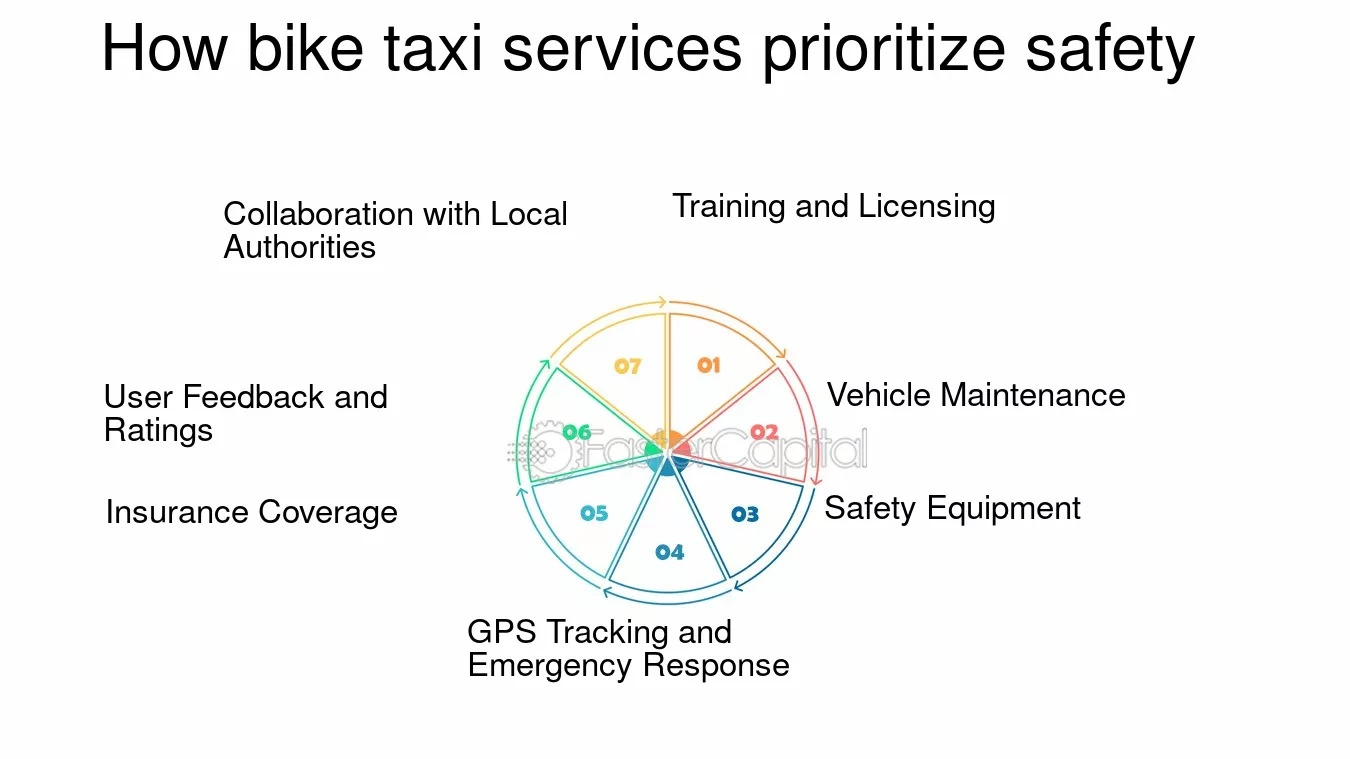 How bike taxi services prioritize safety
Collaboration with Local
Authorities
Training and Licensing
07
01
User Feedback and
Ratings
Vehicle Maintenance
06
02
FasterCapital
Insurance Coverage
05
03
Safety Equipment
04
GPS Tracking and
Emergency Response